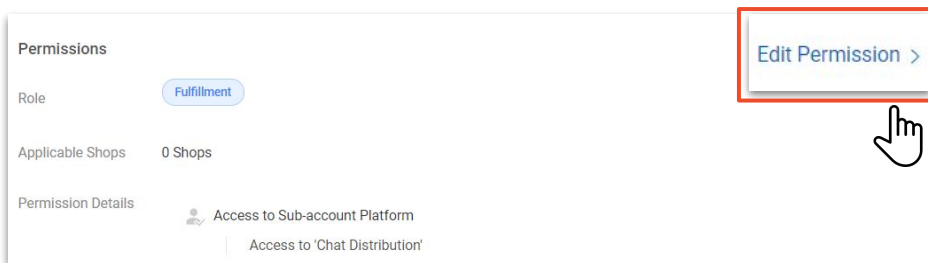 Permissions
Edit Permission >
Role
Fulfillment
Applicable Shops
0 Shops
Permission Details
Access to Sub-account Platform
Access to 'Chat Distribution'